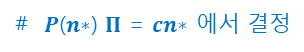 # P(n*) Π = cn* 에서 결정